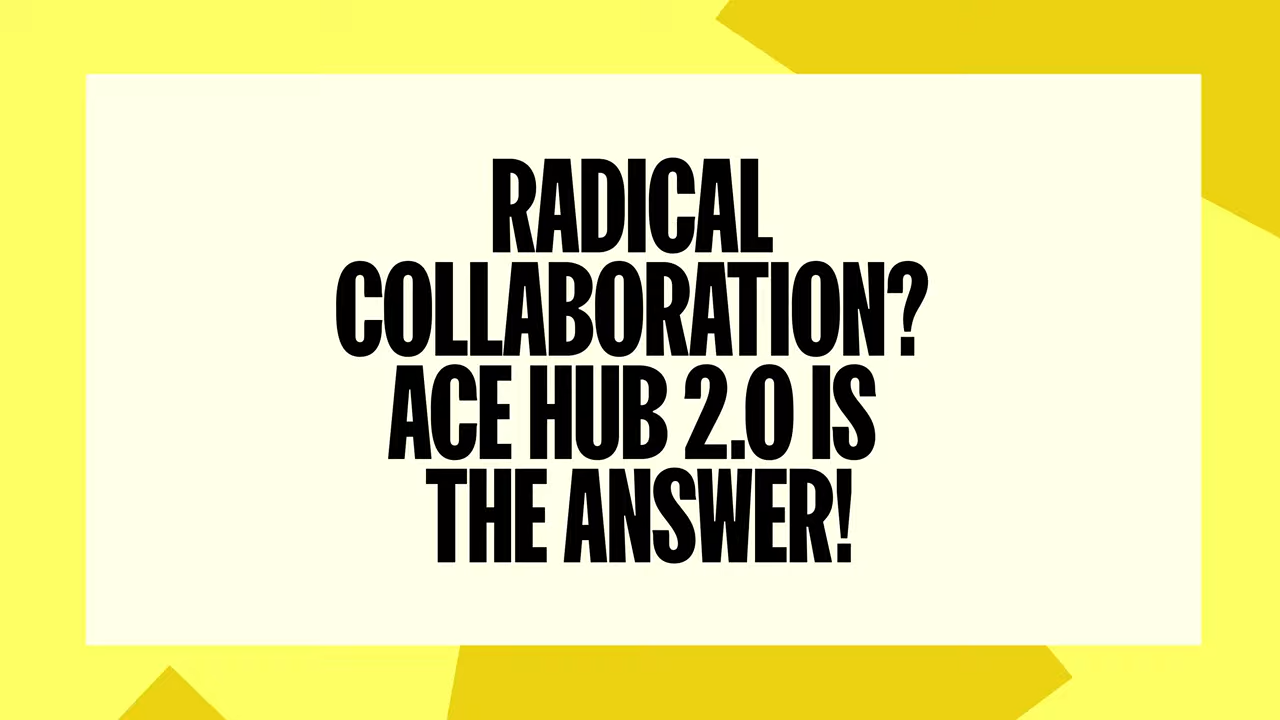 RADICAL
COLLABORATION?
ACE HUB 2.0 IS
THE ANSWER!